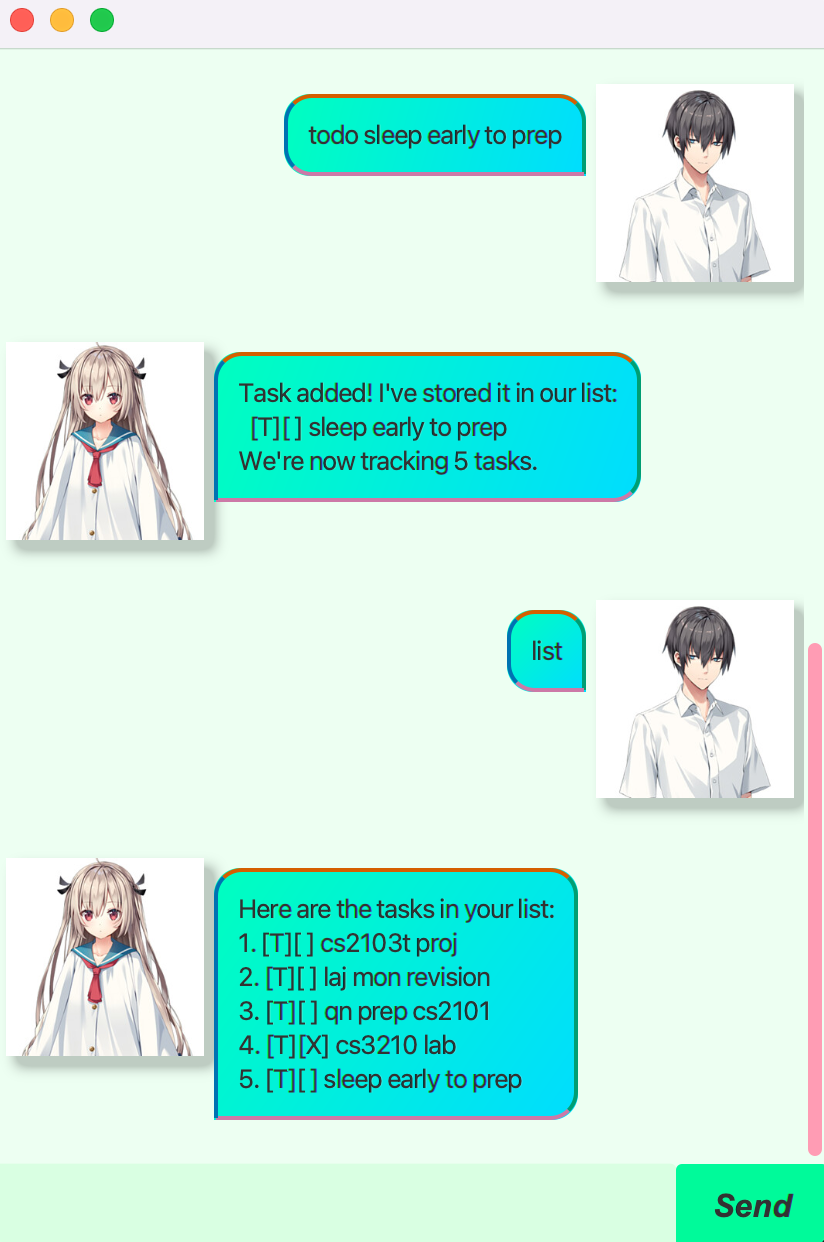 todo sleep early to prep
Task added! I've stored it in our list:
[T][ ] sleep early to prep
We're now tracking 5 tasks.
list
Here are the tasks in your list:
1. [T][ ] cs2103t proj
2. [T][ ] laj mon revision
3. [T][ ] qn prep cs2101
4. [T][X] cs3210 lab
5. [T][ ] sleep early to prep
Send